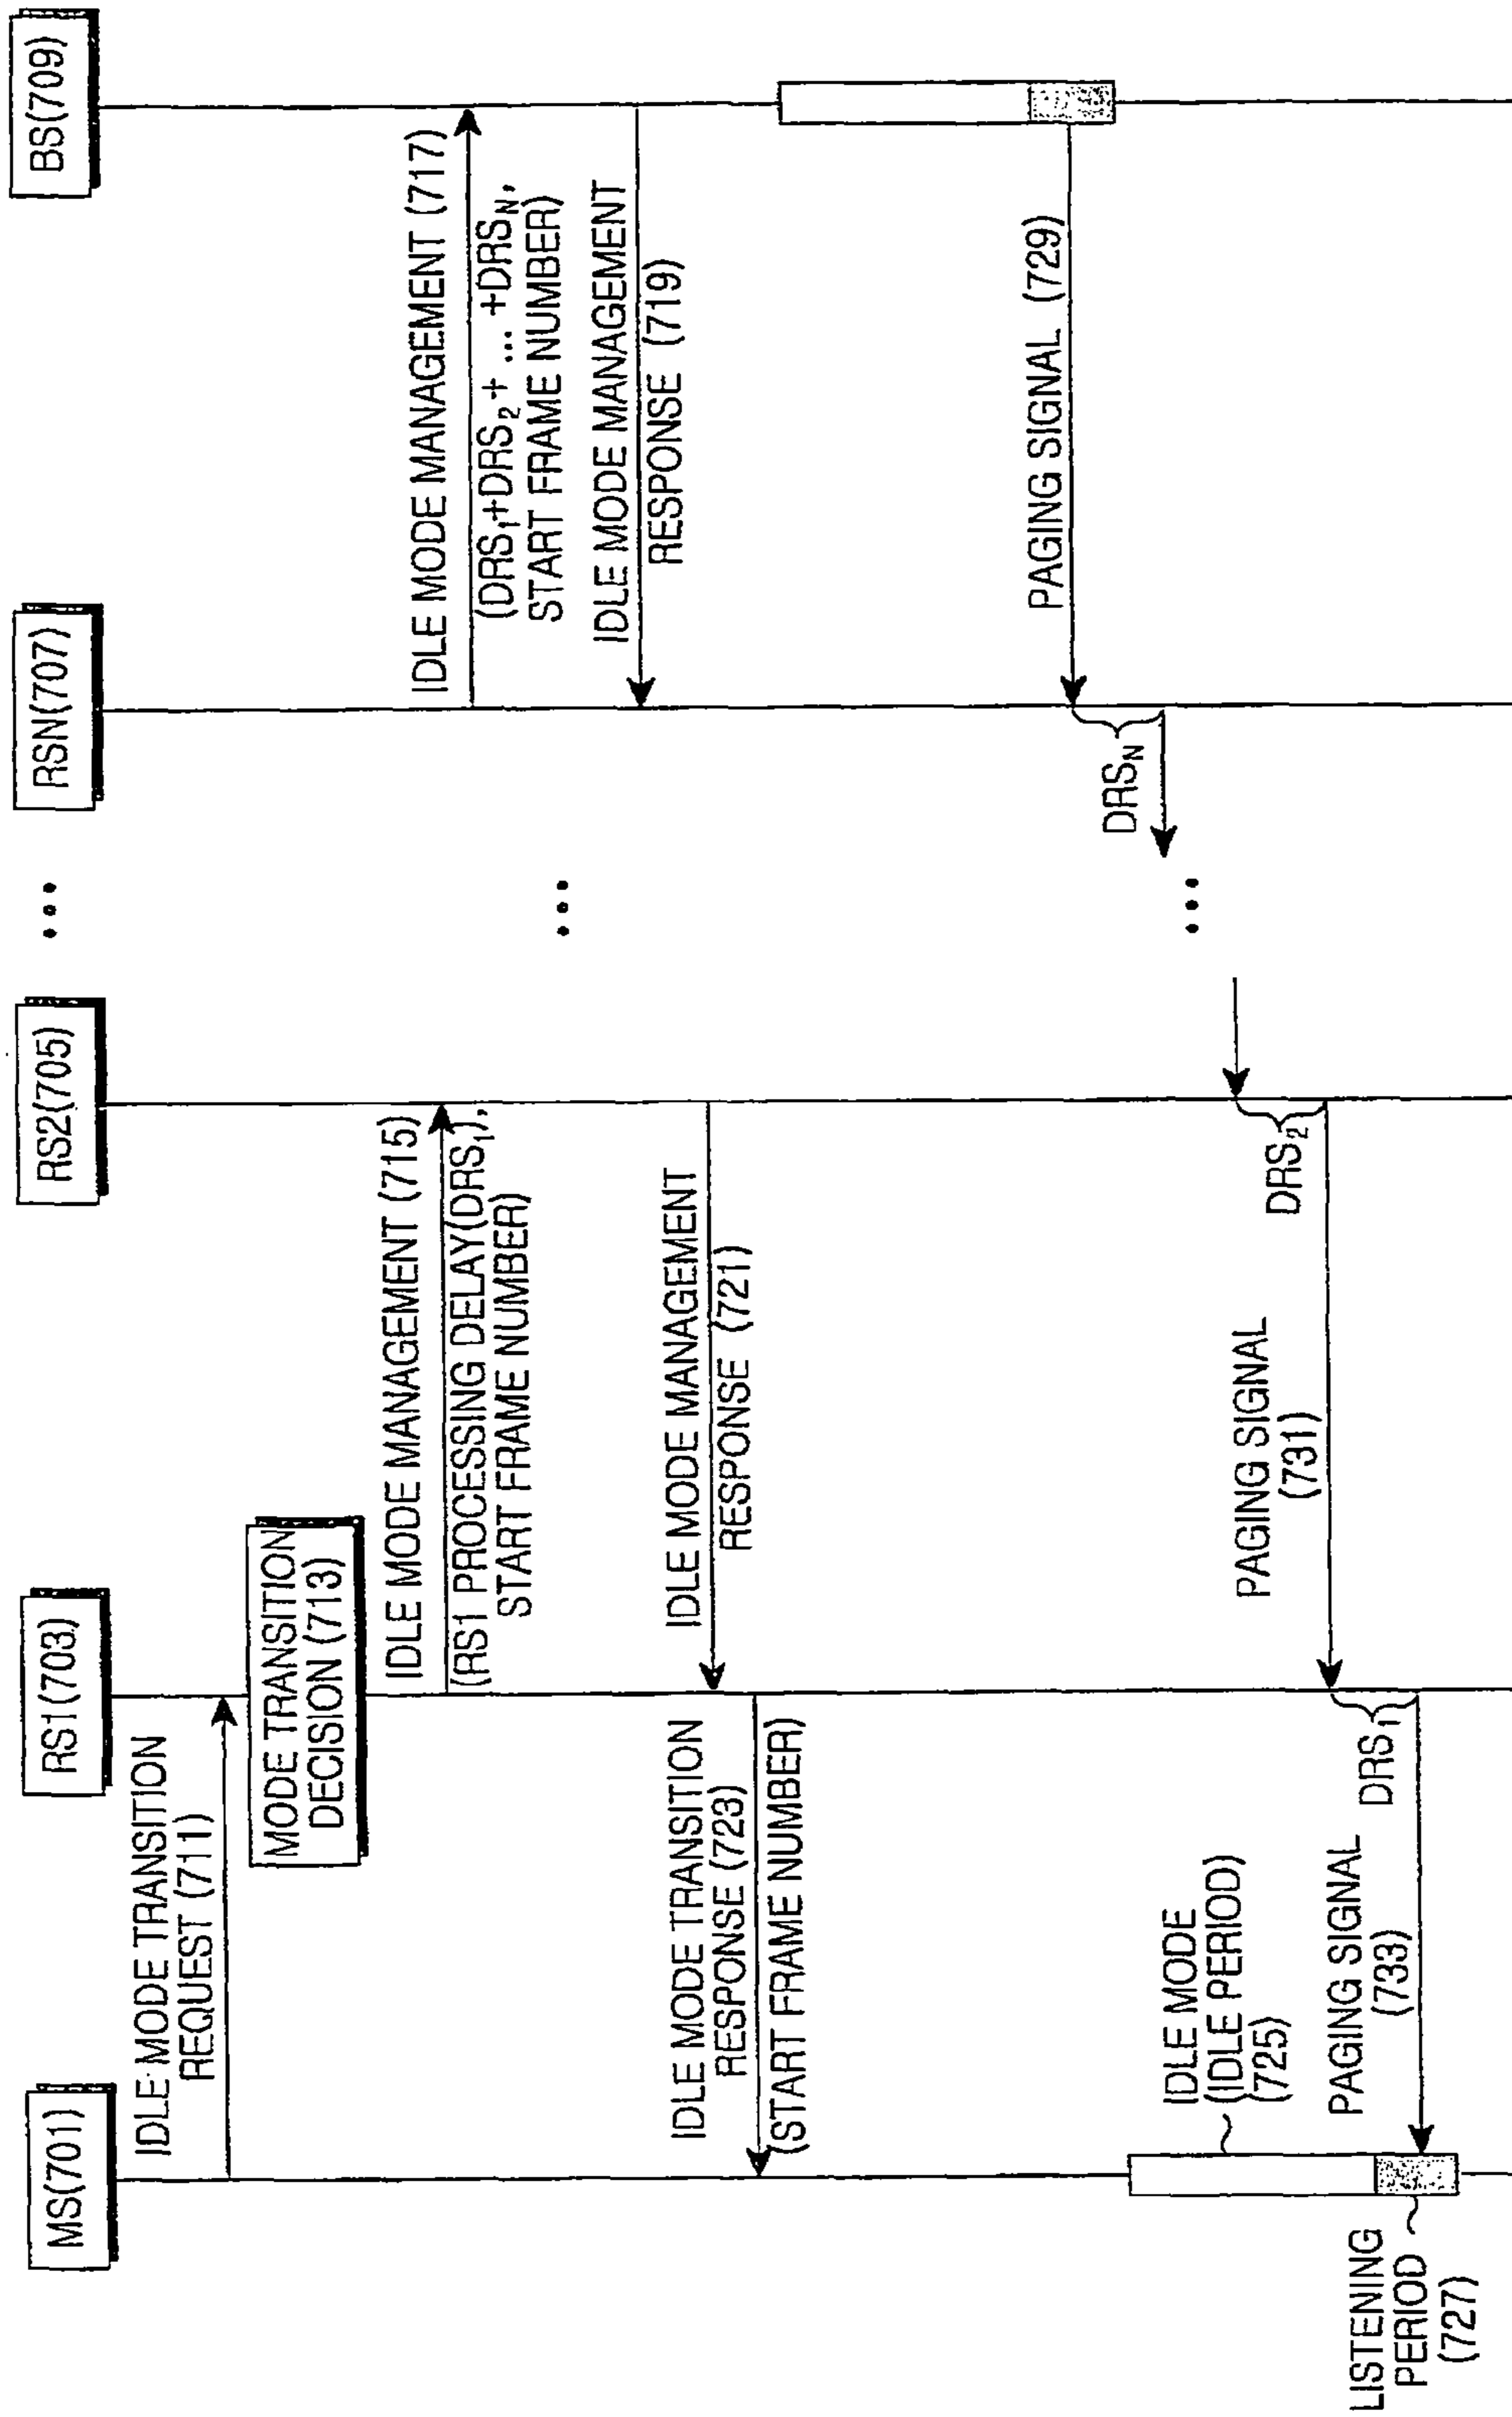 MS(701)
RS1(703)
RS2(705)
...
RSN(707)
BS(709)
IDLE MODE TRANSITION
REQUEST (711)
MODE TRANSITION
DECISION (713)
IDLE MODE MANAGEMENT (715)
(RS1 PROCESSING DELAY(DRS₁),
START FRAME NUMBER)
...
IDLE MODE MANAGEMENT (717)
(DRS₁+DRS₂+ ... +DRS_N,
START FRAME NUMBER)
IDLE MODE MANAGEMENT
RESPONSE (719)
IDLE MODE MANAGEMENT
RESPONSE (721)
IDLE MODE TRANSITION
RESPONSE (723)
(START FRAME NUMBER)
IDLE MODE
(IDLE PERIOD)
(725)
LISTENING
PERIOD
(727)
PAGING SIGNAL (729)
DRS_N
...
DRS₂
PAGING SIGNAL
(731)
DRS₁
PAGING SIGNAL
(733)